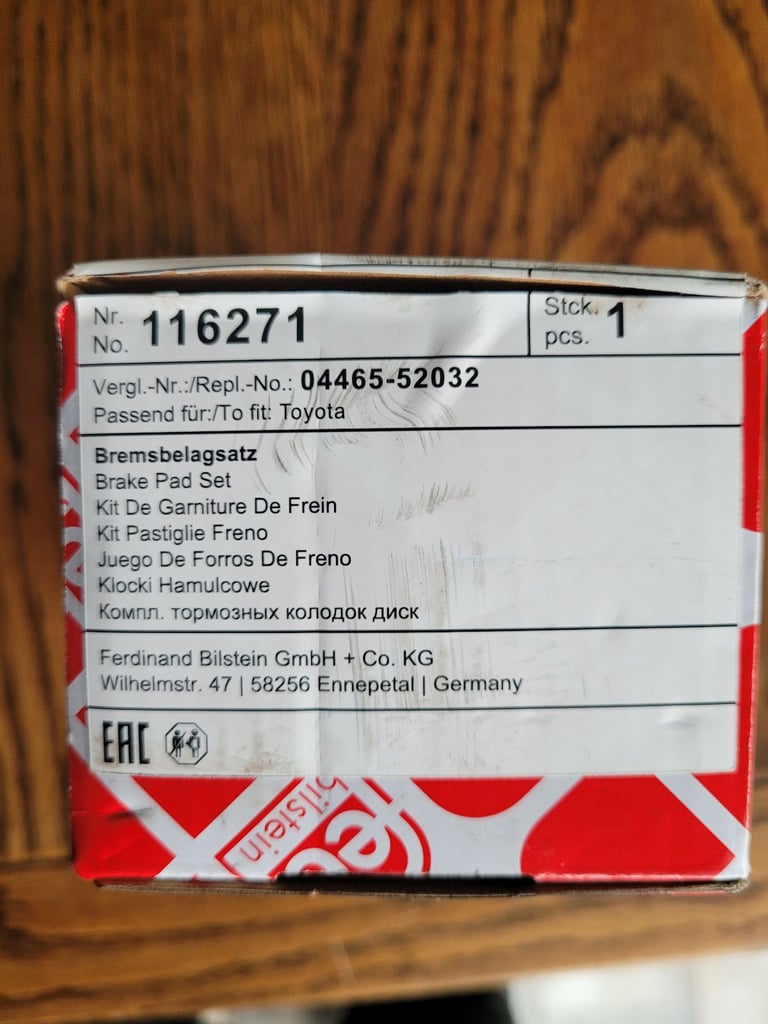 Nr.
No. 116271
Stck.
pcs. 1
Vergl.-Nr.:/Repl.-No.: 04465-52032
Passend für:/To fit: Toyota
Bremsbelagsatz
Brake Pad Set
Kit De Garniture De Frein
Kit Pastiglie Freno
Juego De Forros De Freno
Klocki Hamulcowe
Компл. тормозных колодок диск
Ferdinand Bilstein GmbH + Co. KG
Wilhelmstr. 47 | 58256 Ennepetal | Germany
EAC
bilstein